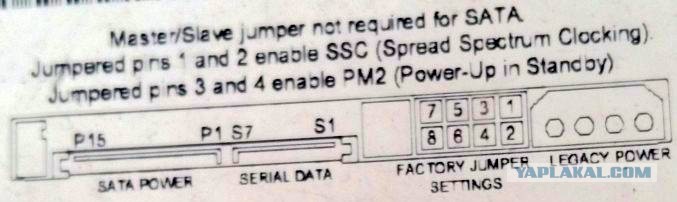 Master/Slave jumper not required for SATA.
Jumpered pins 1 and 2 enable SSC (Spread Spectrum Clocking).
Jumpered pins 3 and 4 enable PM2 (Power-Up in Standby)
P15 P1 S7 S1
7 5 3 1
8 6 4 2
SATA POWER SERIAL DATA FACTORY JUMPER SETTINGS LEGACY POWER
YAPLAKAL.COM